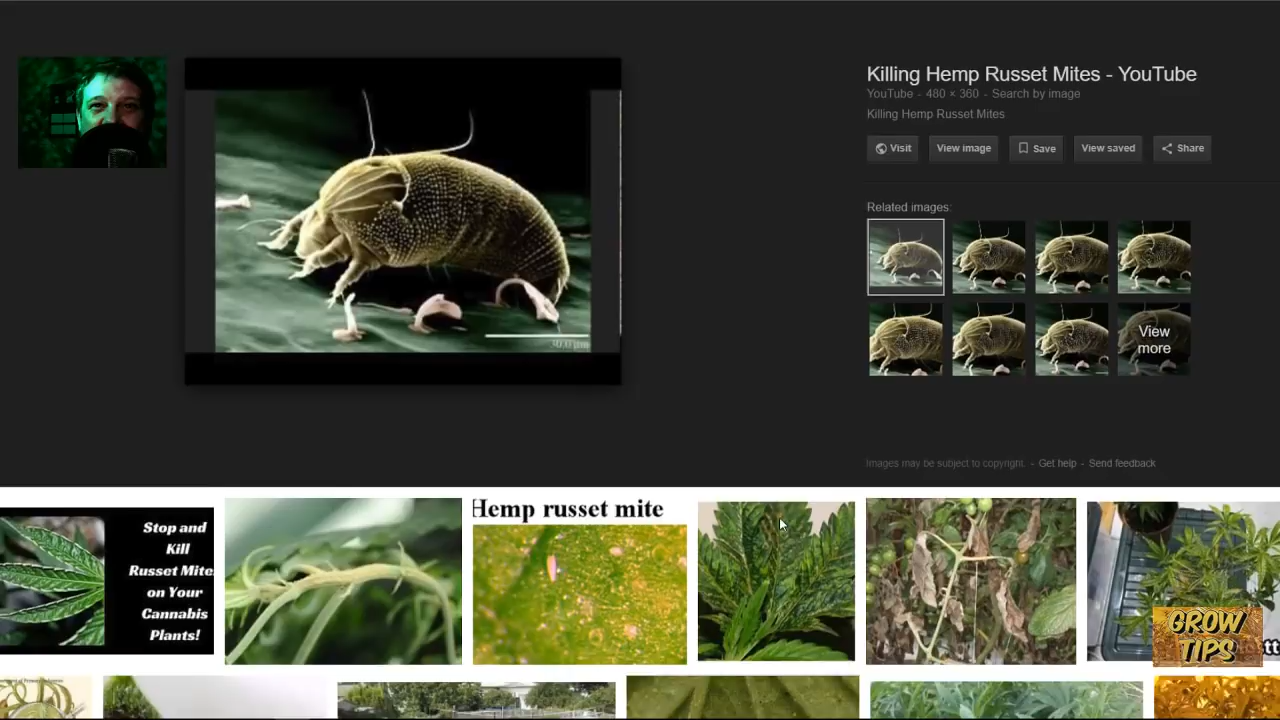 Killing Hemp Russet Mites - YouTube
YouTube - 480 × 360 - Search by image
Killing Hemp Russet Mites
Visit
View image
Save
View saved
Share
Related images:
View
more
Images may be subject to copyright. - Get help - Send feedback
Stop and
Kill
Russet Mite
on Your
Cannabis
Plants!
Hemp russet mite
GROW
TIPS